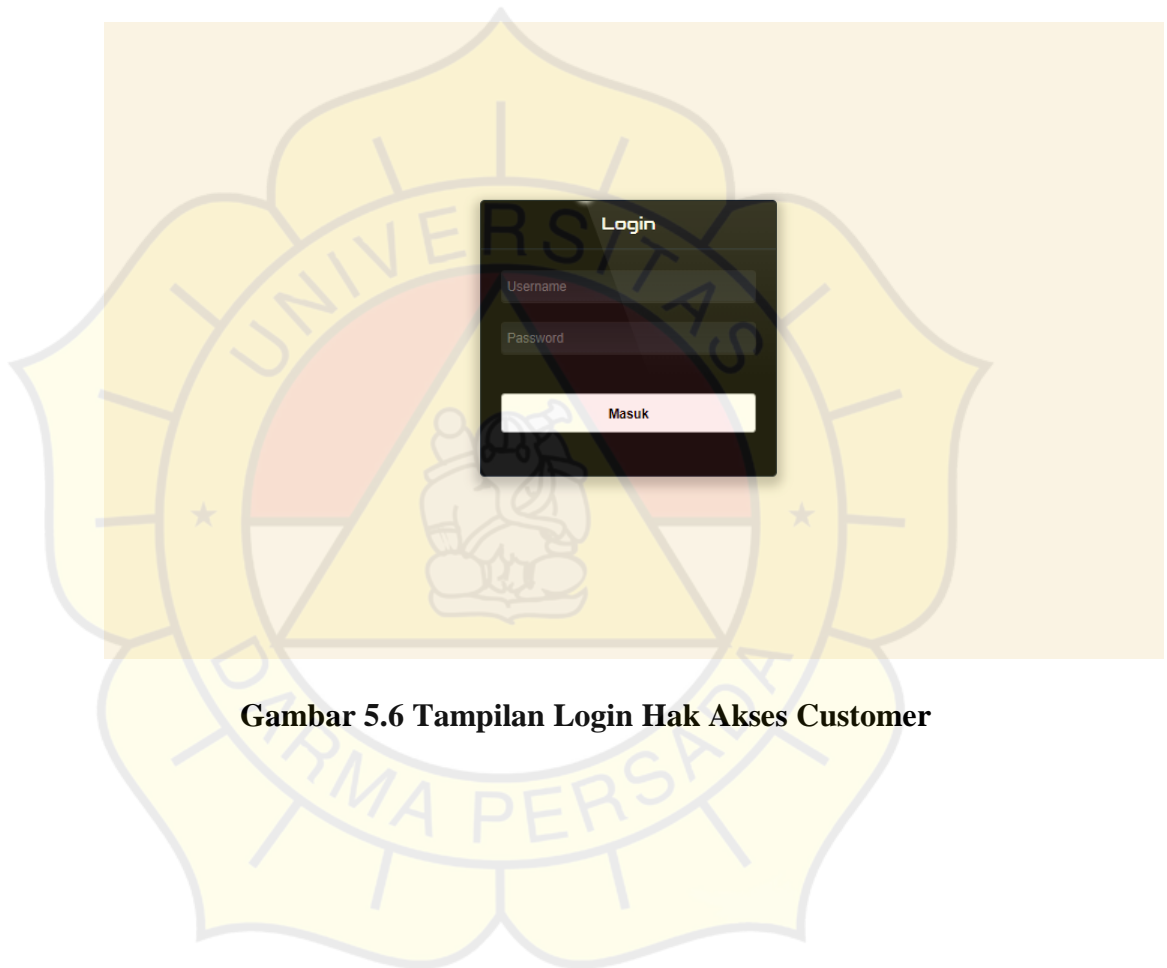 UNIVERSITAS
Login
Username
Password
Masuk
Gambar 5.6 Tampilan Login Hak Akses Customer
DARMA PERSADA